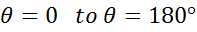 θ = 0 to θ = 180°